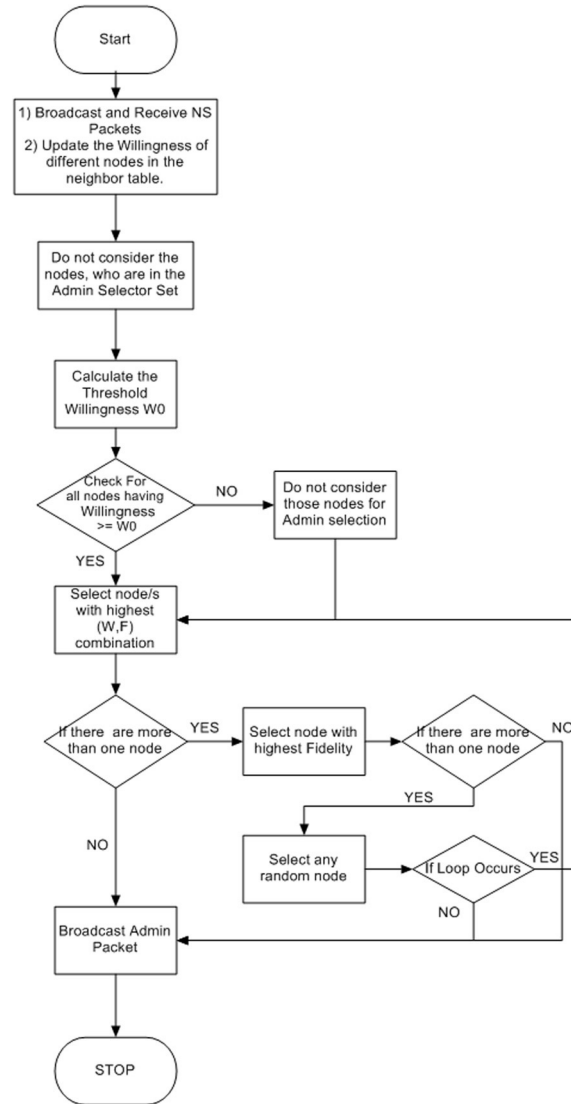 Start
1) Broadcast and Receive NS
Packets
2) Update the Willingness of
different nodes in the
neighbor table.
Do not consider the
nodes, who are in the
Admin Selector Set
Calculate the
Threshold
Willingness W0
Check For
all nodes having
Willingness
>= W0
NO
Do not consider
those nodes for
Admin selection
YES
Select node/s
with highest
(W,F)
combination
If there are more
than one node
YES
Select node with
highest Fidelity
If there are more
than one node
NO
YES
NO
Select any
random node
If Loop Occurs
YES
NO
Broadcast Admin
Packet
STOP